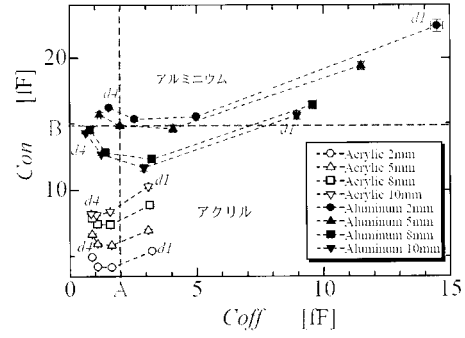 d1
20
アルミニウム
d4
[fF]
B
d4
d1
Con
10
d4
d1
アクリル
d4
d1
Acrylic 2mm
Acrylic 5mm
Acrylic 8mm
Acrylic 10mm
Aluminum 2mm
Aluminum 5mm
Aluminum 8mm
Aluminum 10mm
0 A 5 10 15
Coff [fF]